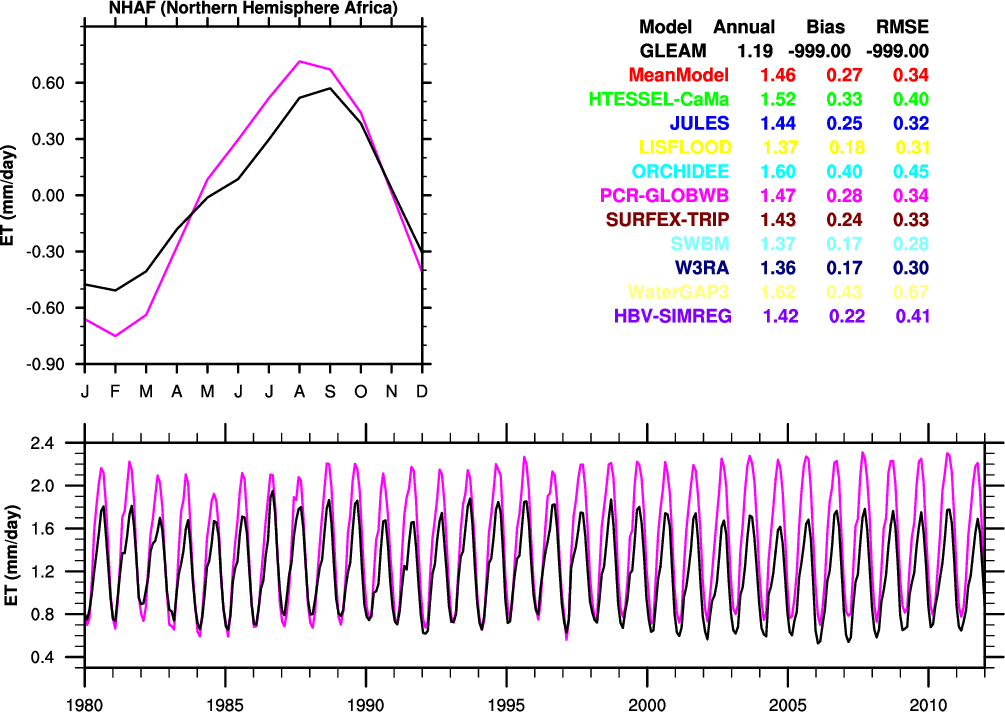 NHAF (Northern Hemisphere Africa)
ET (mm/day)
0.60
0.30
0.00
-0.30
-0.60
-0.90
J F M A M J J A S O N D
Model Annual Bias RMSE
GLEAM 1.19 -999.00 -999.00
MeanModel 1.46 0.27 0.34
HTESSEL-CaMa 1.52 0.33 0.40
JULES 1.44 0.25 0.32
LISFLOOD 1.37 0.18 0.31
ORCHIDEE 1.60 0.40 0.45
PCR-GLOBWB 1.47 0.28 0.34
SURFEX-TRIP 1.43 0.24 0.33
SWBM 1.37 0.17 0.28
W3RA 1.36 0.17 0.30
WaterGAP3 1.62 0.43 0.67
HBV-SIMREG 1.42 0.22 0.41
ET (mm/day)
2.4
2.0
1.6
1.2
0.8
0.4
1980 1985 1990 1995 2000 2005 2010